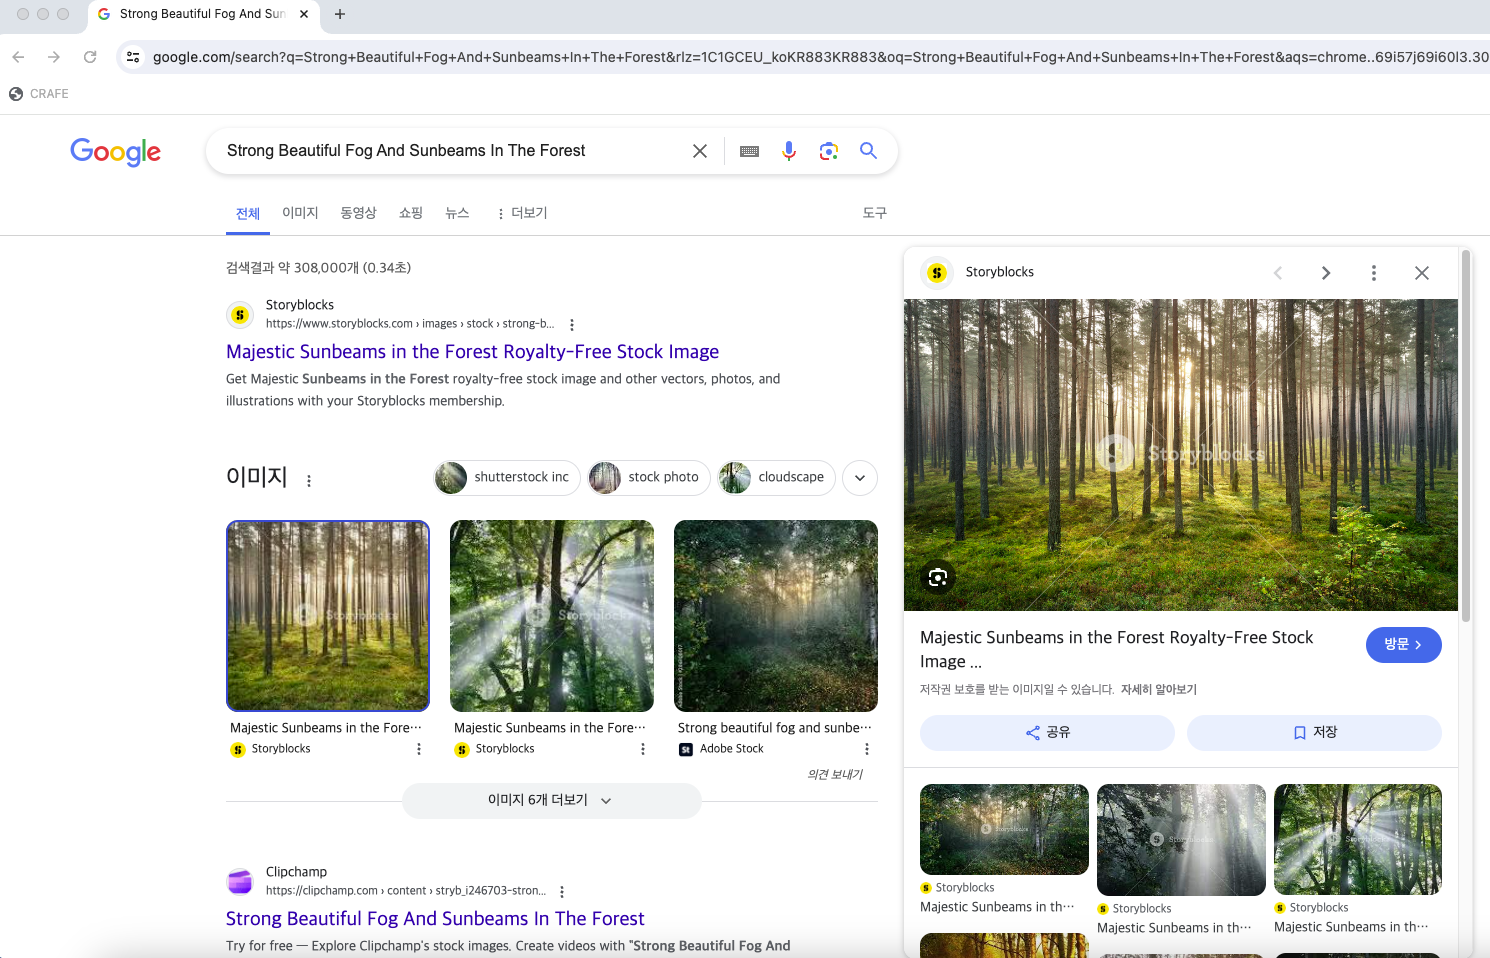 Strong Beautiful Fog And Sun
google.com/search?q=Strong+Beautiful+Fog+And+Sunbeams+In+The+Forest&rlz=1C1GCEU_koKR883KR883&oq=Strong+Beautiful+Fog+And+Sunbeams+In+The+Forest&aqs=chrome..69i57j69i60l3.30
CRAFE
Google
Strong Beautiful Fog And Sunbeams In The Forest
전체 이미지 동영상 쇼핑 뉴스 더보기 도구
검색결과 약 308,000개 (0.34초)
Storyblocks
https://www.storyblocks.com › images › stock › strong-b...
Majestic Sunbeams in the Forest Royalty-Free Stock Image
Get Majestic Sunbeams in the Forest royalty-free stock image and other vectors, photos, and
illustrations with your Storyblocks membership.
이미지
shutterstock inc
stock photo
cloudscape
Storyblocks
Storyblocks
Majestic Sunbeams in the Fore...
Storyblocks
Majestic Sunbeams in the Fore...
Storyblocks
Strong beautiful fog and sunbe...
St Adobe Stock
의견 보내기
이미지 6개 더보기
Clipchamp
https://clipchamp.com › content › stryb_i246703-stron...
Strong Beautiful Fog And Sunbeams In The Forest
Try for free — Explore Clipchamp's stock images. Create videos with "Strong Beautiful Fog And
Storyblocks
Storyblocks
Majestic Sunbeams in the Forest Royalty-Free Stock
Image ...
방문
저작권 보호를 받는 이미지일 수 있습니다. 자세히 알아보기
공유
저장
Storyblocks
Storyblocks
Majestic Sunbeams in th...
Storyblocks
Majestic Sunbeams in th...
Storyblocks
Majestic Sunbeams in th...